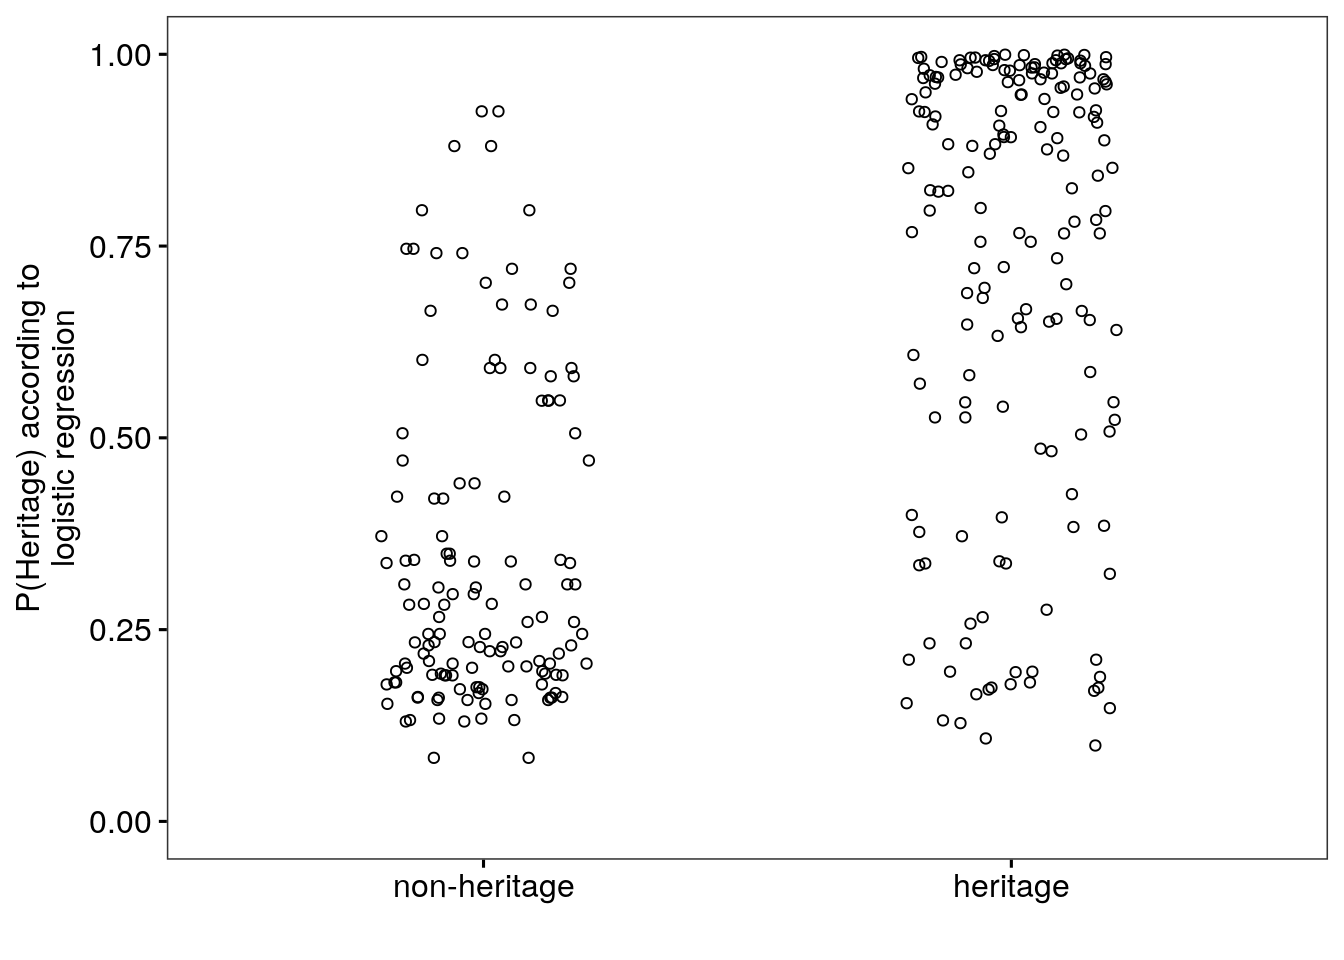 P(Heritage) according to
logistic regression
1.00
0.75
0.50
0.25
0.00
non-heritage
heritage